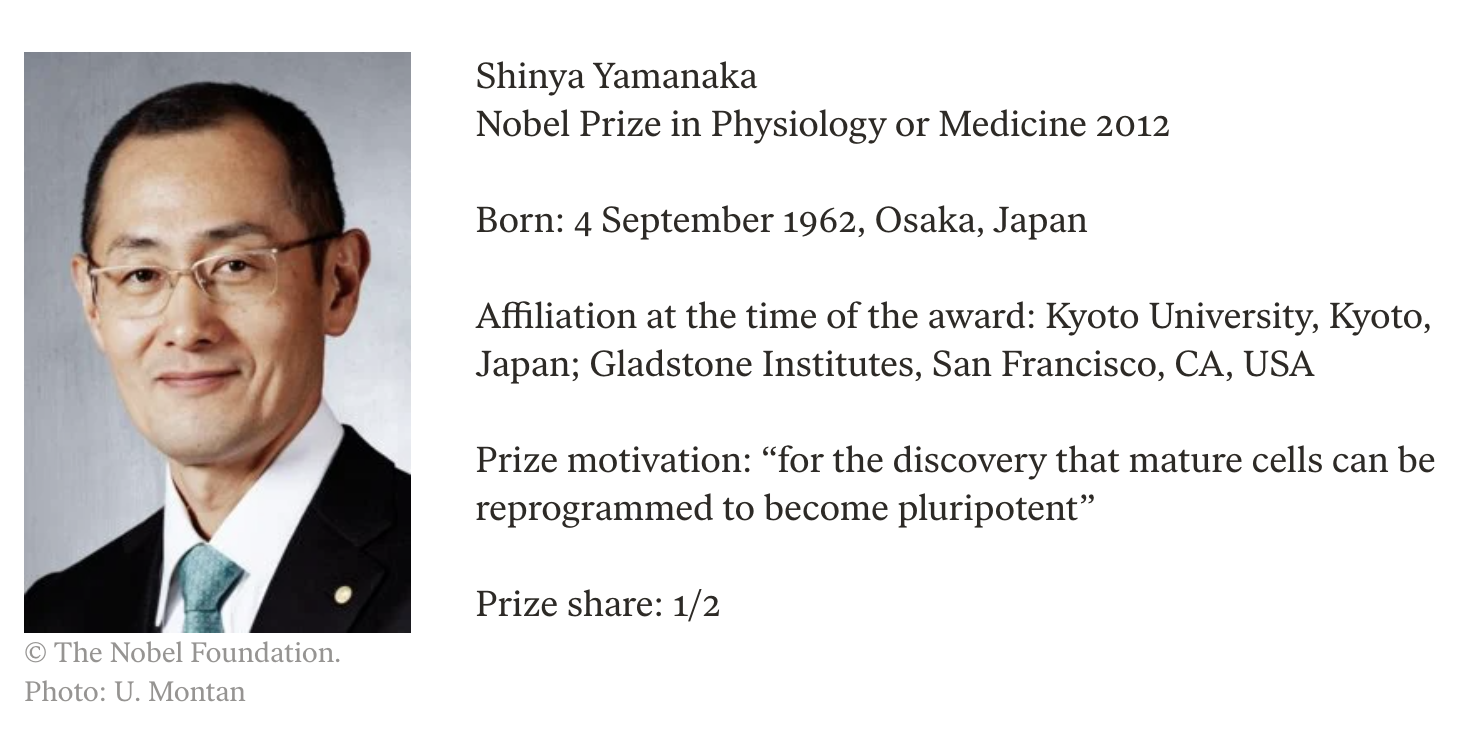 Shinya Yamanaka
Nobel Prize in Physiology or Medicine 2012
Born: 4 September 1962, Osaka, Japan
Affiliation at the time of the award: Kyoto University, Kyoto,
Japan; Gladstone Institutes, San Francisco, CA, USA
Prize motivation: “for the discovery that mature cells can be
reprogrammed to become pluripotent”
Prize share: 1/2
© The Nobel Foundation.
Photo: U. Montan